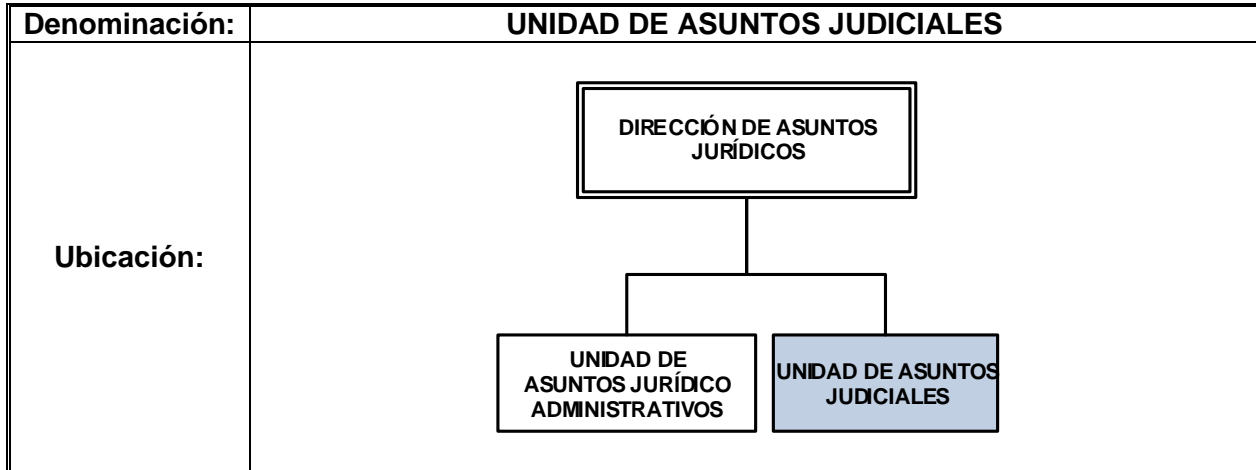 Denominación:
UNIDAD DE ASUNTOS JUDICIALES
DIRECCIÓN DE ASUNTOS
JURÍDICOS
Ubicación:
UNIDAD DE
ASUNTOS JURÍDICO
ADMINISTRATIVOS
UNIDAD DE ASUNTOS
JUDICIALES